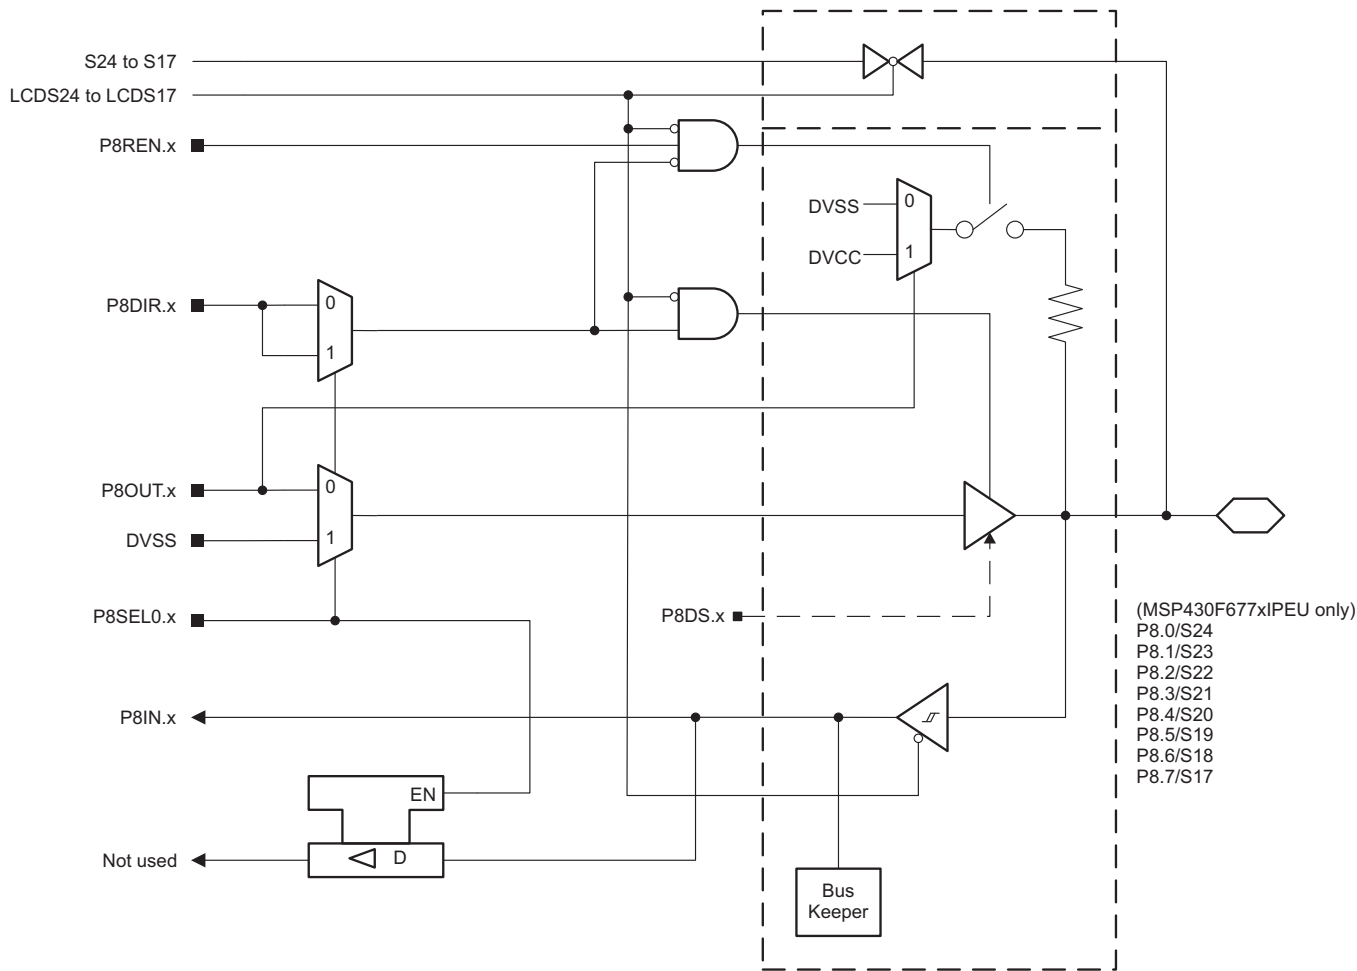 S24 to S17
LCDS24 to LCDS17
P8REN.x
DVSS
0
DVCC
1
P8DIR.x
0
1
P8OUT.x
0
DVSS
1
P8SEL0.x
P8DS.x
(MSP430F677xIPEU only)
P8.0/S24
P8.1/S23
P8.2/S22
P8.3/S21
P8.4/S20
P8.5/S19
P8.6/S18
P8.7/S17
P8IN.x
EN
Not used
D
Bus
Keeper